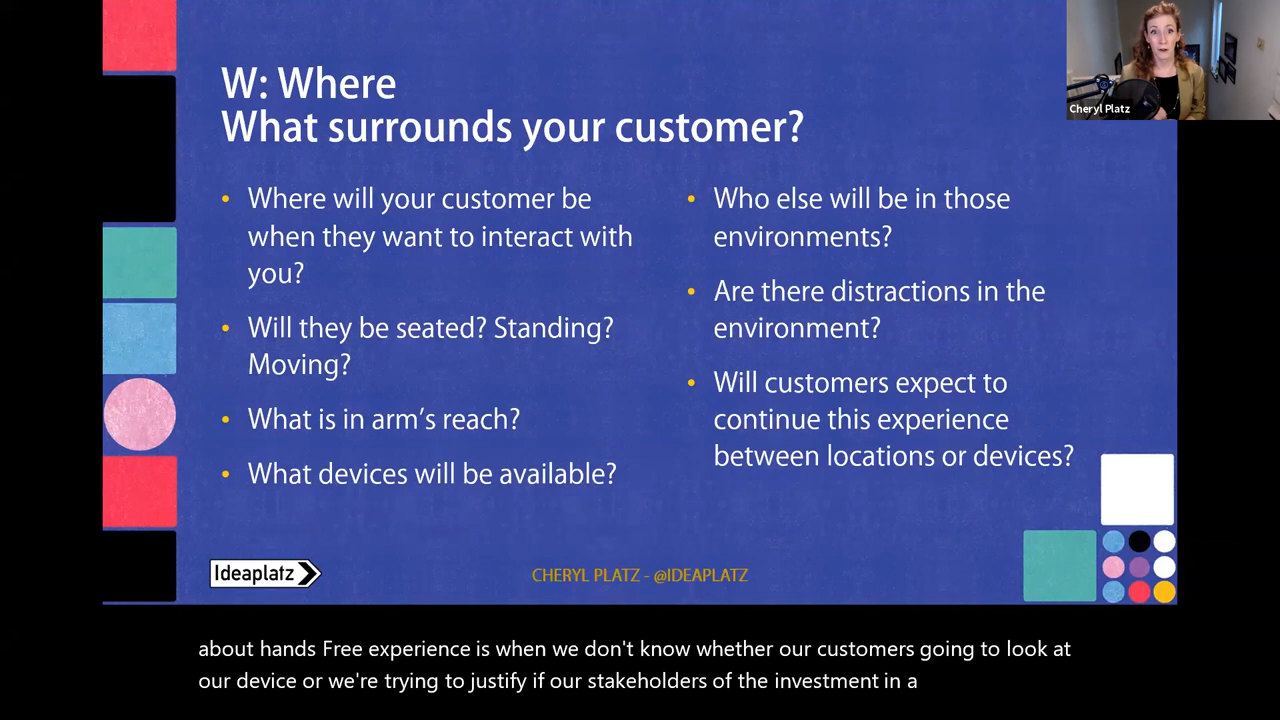 W: Where
What surrounds your customer?
Cheryl Platz
• Where will your customer be
when they want to interact with
you?
• Will they be seated? Standing?
Moving?
• What is in arm’s reach?
• What devices will be available?
• Who else will be in those
environments?
• Are there distractions in the
environment?
• Will customers expect to
continue this experience
between locations or devices?
Ideaplatz
CHERYL PLATZ - @IDEAPLATZ
about hands Free experience is when we don't know whether our customers going to look at
our device or we're trying to justify if our stakeholders of the investment in a